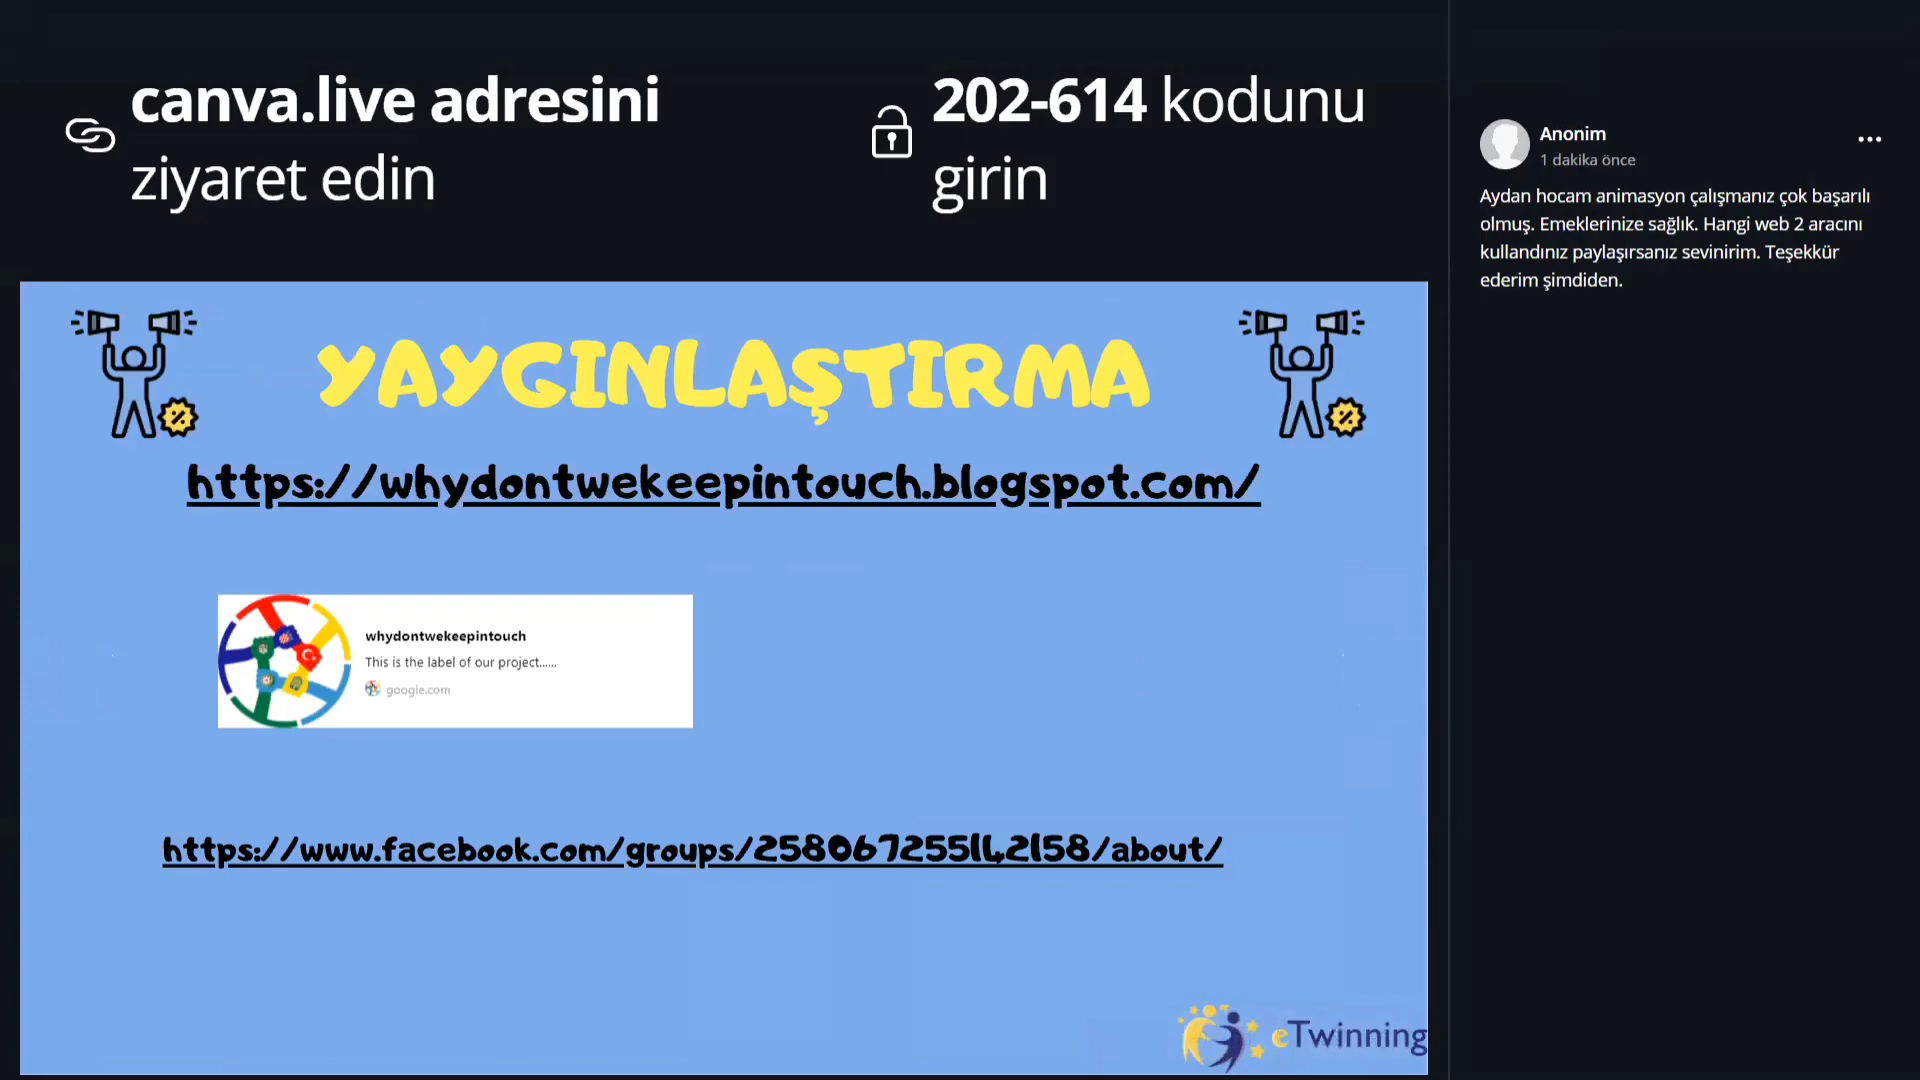 canva.live adresini
ziyaret edin
202-614 kodunu
girin
YAYGINLAŞTIRMA
https://whydontwekeepintouch.blogspot.com/
whydontwekeepintouch
This is the label of our project......
google.com
https://www.facebook.com/groups/258067255142158/about/
eTwinning
Anonim
1 dakika önce
Aydan hocam animasyon çalışmanız çok başarılı
olmuş. Emeklerinize sağlık. Hangi web 2 aracını
kullandınız paylaşırsanız sevinirim. Teşekkür
ederim şimdiden.